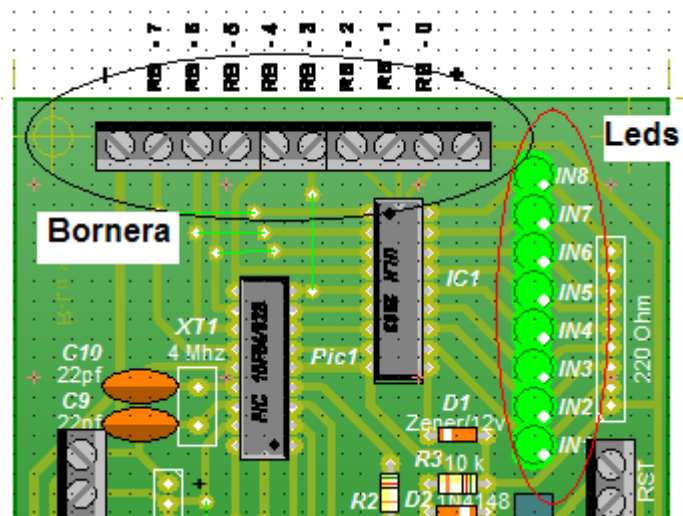 RB - 7
RB - 6
RB - 5
RB - 4
RB - 3
RB - 2
RB - 1
RB - 0
- +
Leds
Bornera
IN8
IN7
IN6
IN5
IN4
IN3
IN2
IN1
IC1
220 Ohm
XT1
4 Mhz
Pic1
C10
22pf
C9
22pf
D1
Zener/12v
R3 10 k
R2
D2 1N4148
RST
+